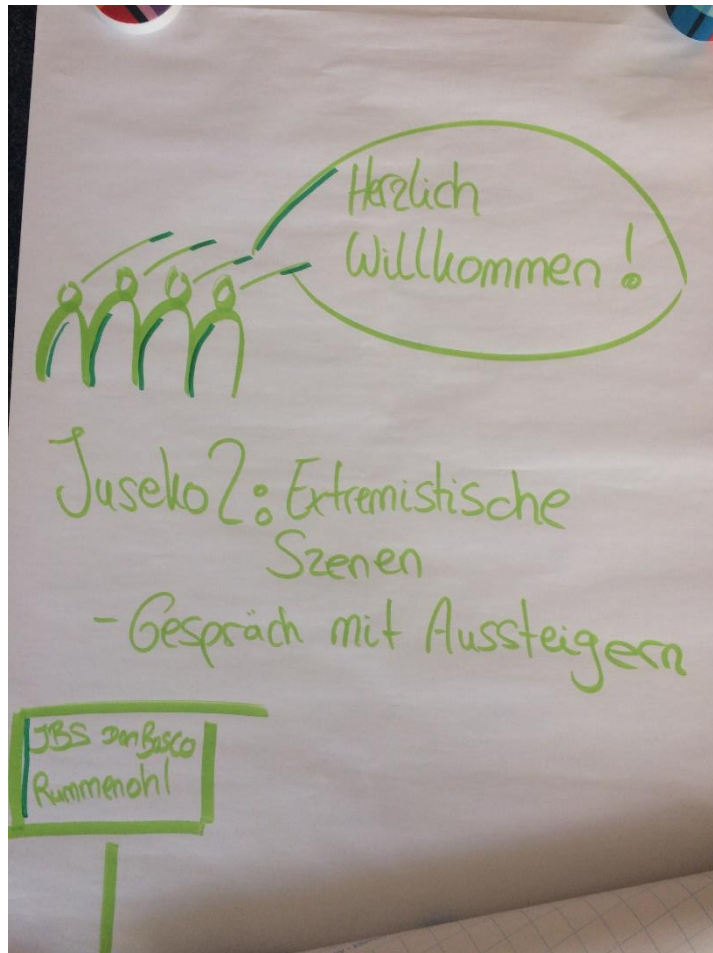 Herzlich
Willkommen!
Juseko 2: Extremistische
Szenen
- Gespräch mit Aussteigern
JBS Don Bosco
Rummenohl